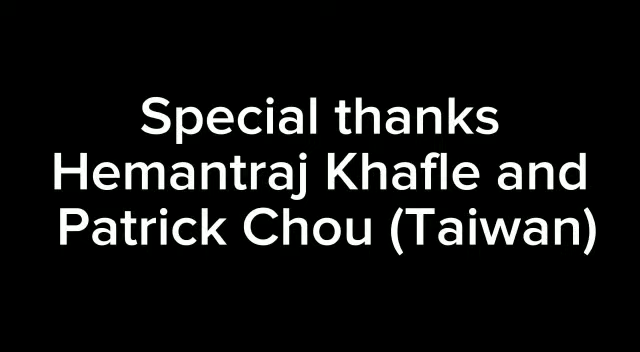 Special thanks
Hemantraj Khafle and
Patrick Chou (Taiwan)